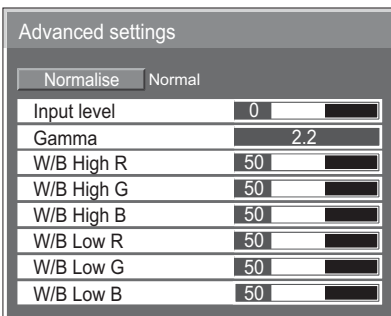 Advanced settings
Normalise Normal
Input level 0
Gamma 2.2
W/B High R 50
W/B High G 50
W/B High B 50
W/B Low R 50
W/B Low G 50
W/B Low B 50